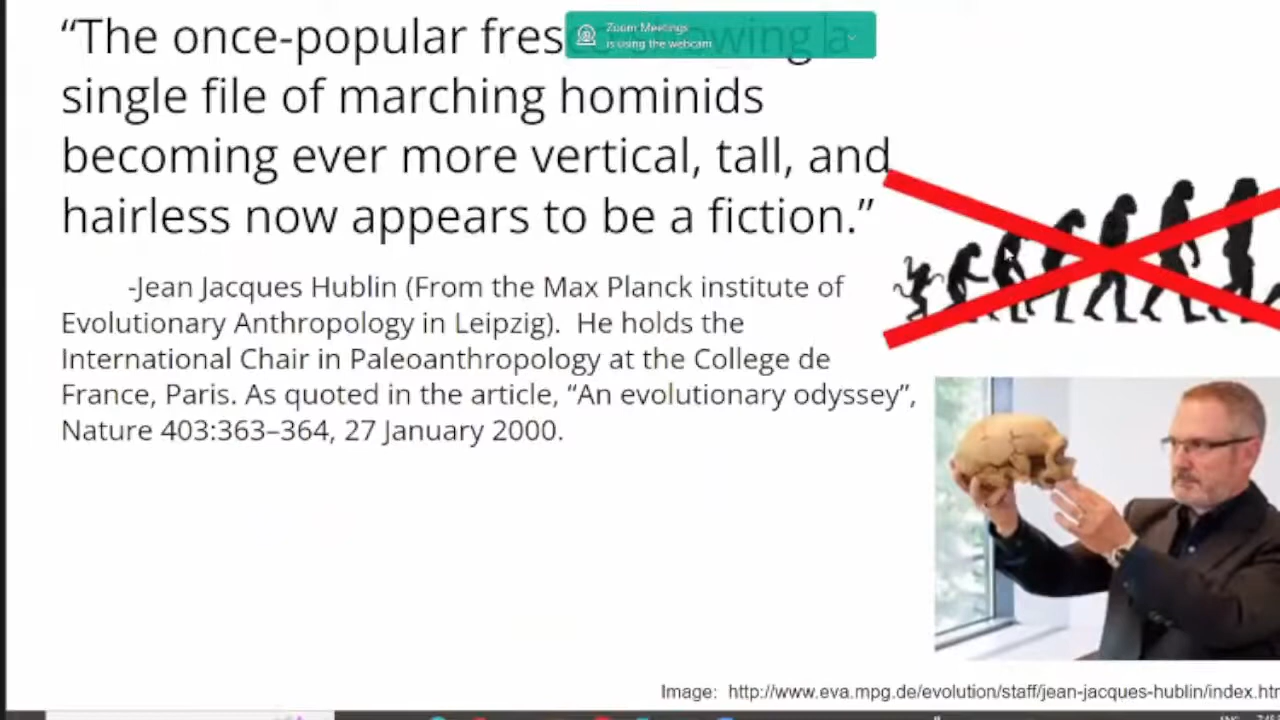 “The once-popular fres wing a
single file of marching hominids
becoming ever more vertical, tall, and
hairless now appears to be a fiction.”
-Jean Jacques Hublin (From the Max Planck institute of
Evolutionary Anthropology in Leipzig). He holds the
International Chair in Paleoanthropology at the College de
France, Paris. As quoted in the article, “An evolutionary odyssey”,
Nature 403:363–364, 27 January 2000.
Zoom Meetings
is using the webcam
Image: http://www.eva.mpg.de/evolution/staff/jean-jacques-hublin/index.htm